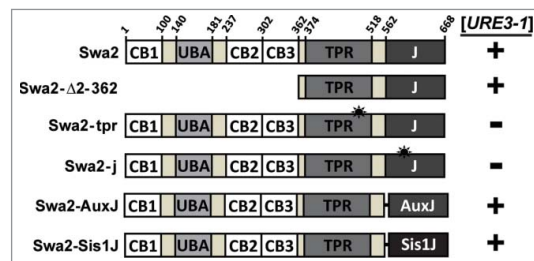 1 100 140 181 237 302 362 374 518 562 668 [URE3-1]
Swa2 CB1 UBA CB2 CB3 TPR J +
Swa2-Δ2-362 TPR J +
Swa2-tpr CB1 UBA CB2 CB3 TPR J -
Swa2-j CB1 UBA CB2 CB3 TPR J -
Swa2-AuxJ CB1 UBA CB2 CB3 TPR AuxJ +
Swa2-Sis1J CB1 UBA CB2 CB3 TPR Sis1J +